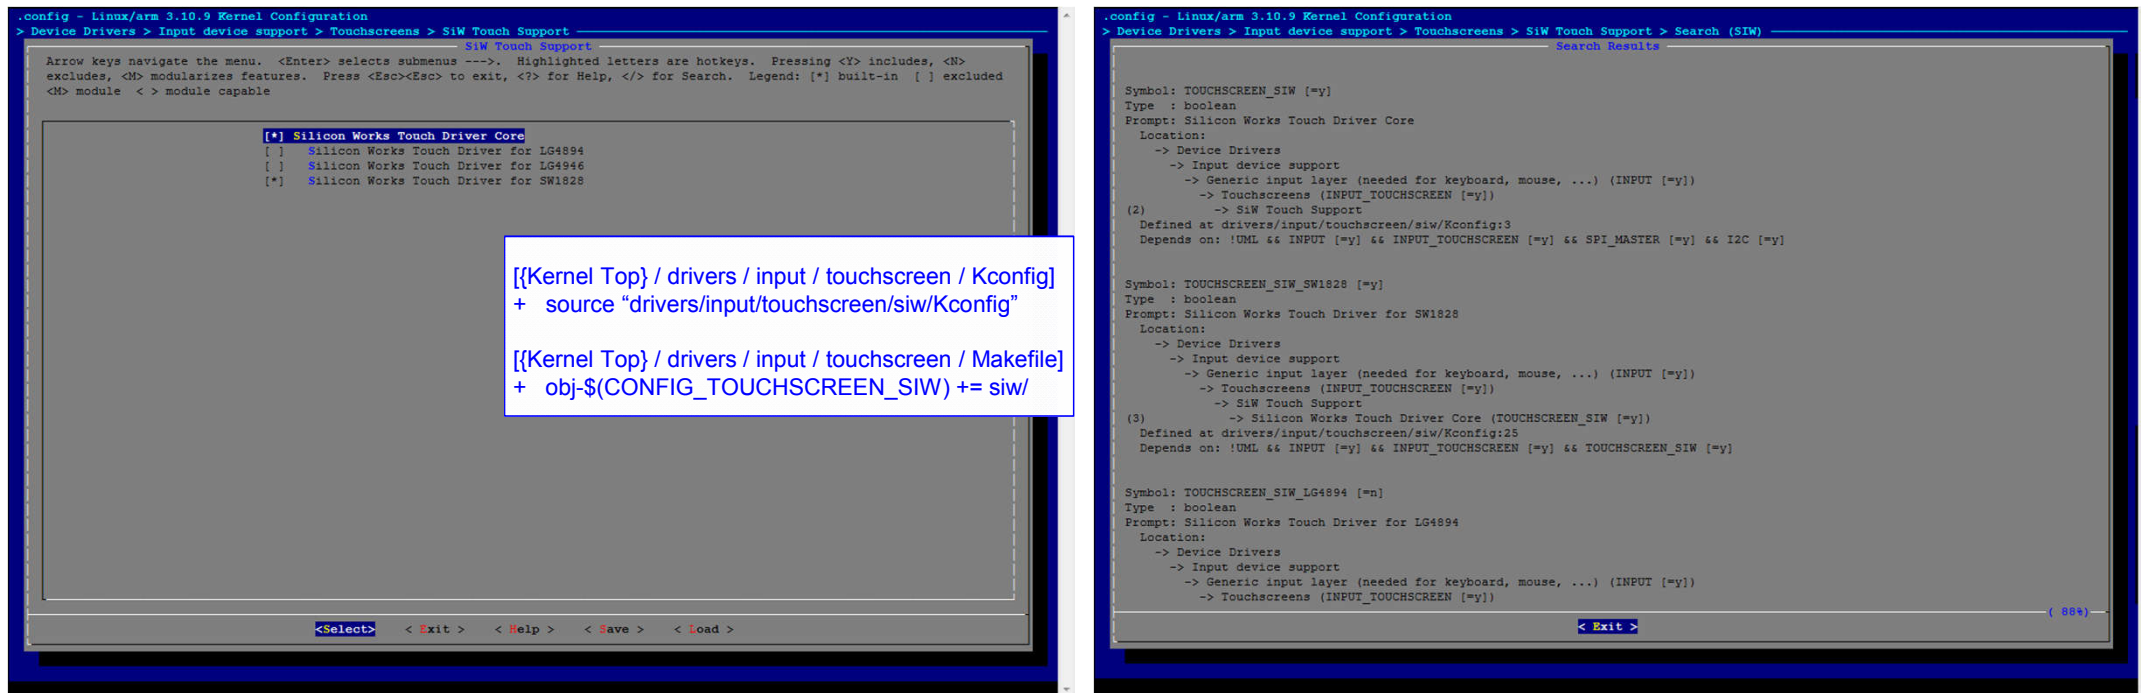 .config - Linux/arm 3.10.9 Kernel Configuration
> Device Drivers > Input device support > Touchscreens > SiW Touch Support
SiW Touch Support
Arrow keys navigate the menu.  <Enter> selects submenus --->.  Highlighted letters are hotkeys.  Pressing <Y> includes, <N>
excludes, <M> modularizes features.  Press <Esc><Esc> to exit, <?> for Help, </> for Search.  Legend: [*] built-in  [ ] excluded
<M> module  < > module capable
[*] Silicon Works Touch Driver Core
[ ]   Silicon Works Touch Driver for LG4894
[ ]   Silicon Works Touch Driver for LG4946
[*]   Silicon Works Touch Driver for SW1828
[{Kernel Top} / drivers / input / touchscreen / Kconfig]
+   source “drivers/input/touchscreen/siw/Kconfig”
[{Kernel Top} / drivers / input / touchscreen / Makefile]
+   obj-$(CONFIG_TOUCHSCREEN_SIW) += siw/
<Select>    < Exit >    < Help >    < Save >    < Load >
.config - Linux/arm 3.10.9 Kernel Configuration
> Device Drivers > Input device support > Touchscreens > SiW Touch Support > Search (SIW)
Search Results
Symbol: TOUCHSCREEN_SIW [=y]
Type  : boolean
Prompt: Silicon Works Touch Driver Core
Location:
-> Device Drivers
-> Input device support
-> Generic input layer (needed for keyboard, mouse, ...) (INPUT [=y])
-> Touchscreens (INPUT_TOUCHSCREEN [=y])
(2)         -> SiW Touch Support
Defined at drivers/input/touchscreen/siw/Kconfig:3
Depends on: !UML && INPUT [=y] && INPUT_TOUCHSCREEN [=y] && SPI_MASTER [=y] && I2C [=y]
Symbol: TOUCHSCREEN_SIW_SW1828 [=y]
Type  : boolean
Prompt: Silicon Works Touch Driver for SW1828
Location:
-> Device Drivers
-> Input device support
-> Generic input layer (needed for keyboard, mouse, ...) (INPUT [=y])
-> Touchscreens (INPUT_TOUCHSCREEN [=y])
-> SiW Touch Support
(3)           -> Silicon Works Touch Driver Core (TOUCHSCREEN_SIW [=y])
Defined at drivers/input/touchscreen/siw/Kconfig:25
Depends on: !UML && INPUT [=y] && INPUT_TOUCHSCREEN [=y] && TOUCHSCREEN_SIW [=y]
Symbol: TOUCHSCREEN_SIW_LG4894 [=n]
Type  : boolean
Prompt: Silicon Works Touch Driver for LG4894
Location:
-> Device Drivers
-> Input device support
-> Generic input layer (needed for keyboard, mouse, ...) (INPUT [=y])
-> Touchscreens (INPUT_TOUCHSCREEN [=y])
( 88%)
< Exit >